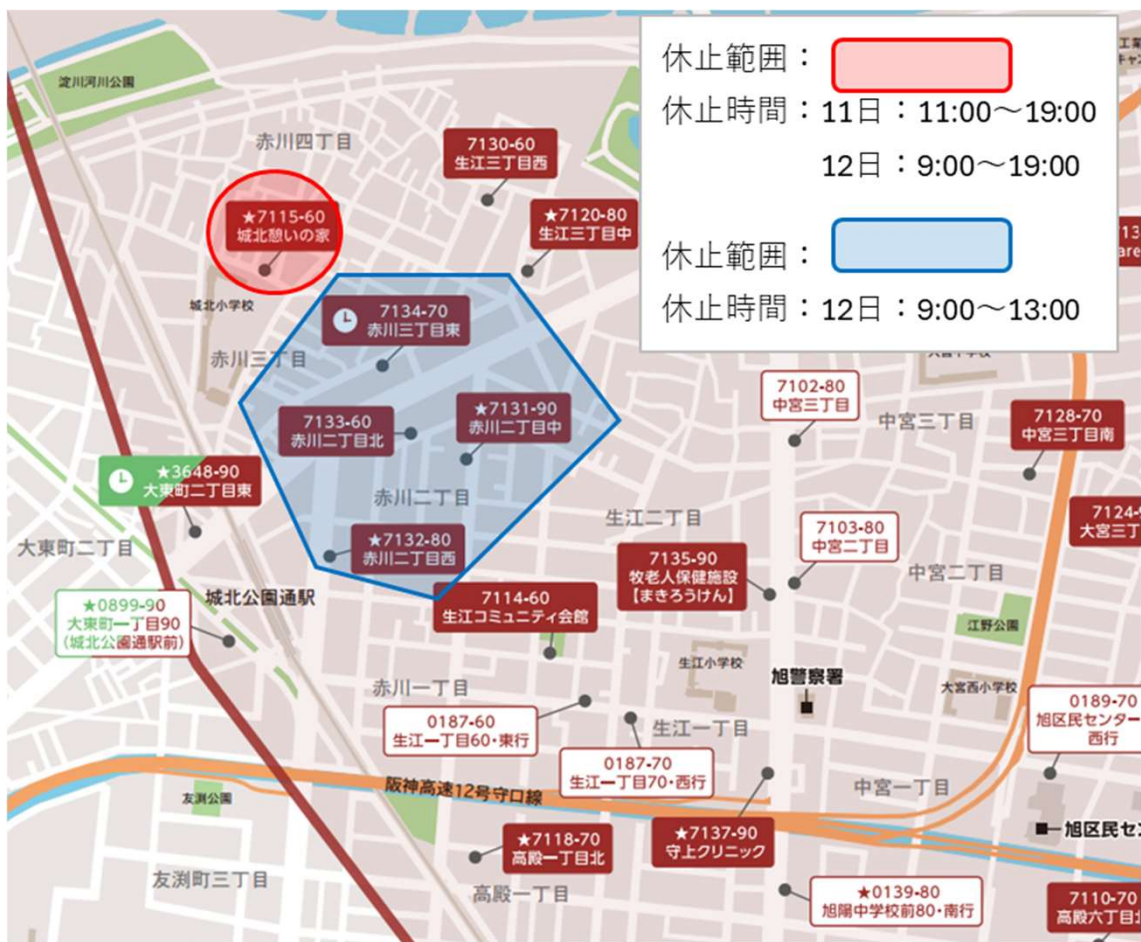 休止範囲：
休止時間：11日：11:00～19:00
12日：9:00～19:00
休止範囲：
休止時間：12日：9:00～13:00
淀川河川公園
赤川四丁目
7130-60
生江三丁目西
★7115-60
城北憩いの家
★7120-80
生江三丁目中
城北小学校
7134-70
赤川三丁目東
赤川三丁目
7133-60
赤川二丁目北
★7131-90
赤川二丁目中
7102-80
中宮三丁目
中宮三丁目
7128-70
中宮三丁目南
★3648-90
大東町二丁目東
赤川二丁目
大東町二丁目
★7132-80
赤川二丁目西
生江二丁目
7103-80
中宮二丁目
大宮三丁
7135-90
牧老人保健施設
【まきろうけん】
中宮二丁目
★0899-90
大東町一丁目90
(城北公園通駅前)
城北公園通駅
7114-60
生江コミュニティ会館
江野公園
生江小学校
旭警察署
大宮西小学校
赤川一丁目
0187-60
生江一丁目60・東行
生江一丁目
0187-70
生江一丁目70・西行
0189-70
旭区民センター
西行
阪神高速12号守口線
友渕公園
中宮一丁目
★7118-70
高殿一丁目北
★7137-90
守上クリニック
旭区民セン
友渕町三丁目
高殿一丁目
★0139-80
旭陽中学校前80・南行
7110-70
高殿六丁目北